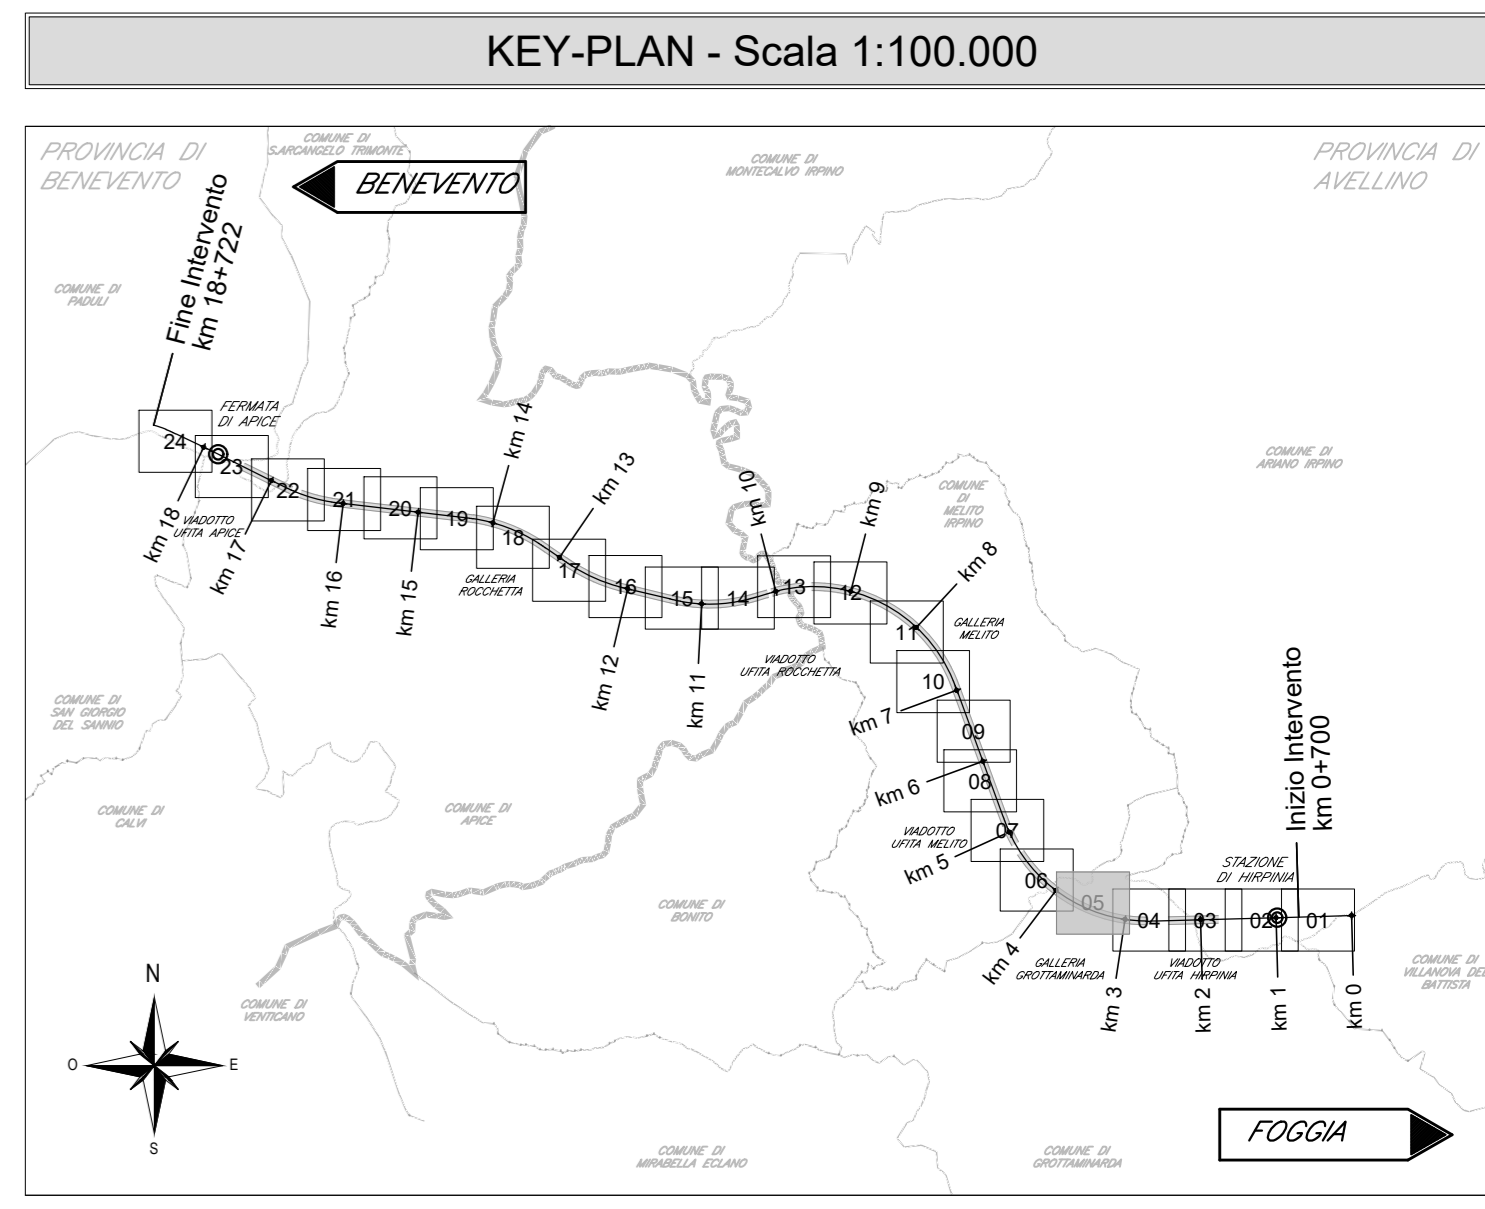 KEY-PLAN - Scala 1:100.000
PROVINCIA DI
BENEVENTO
COMUNE DI
S.ARCANGELO TRIMONTE
BENEVENTO
COMUNE DI
MONTECALVO IRPINO
PROVINCIA DI
AVELLINO
Fine Intervento
km 18+722
COMUNE DI
PADULI
FERMATA
DI APICE
24
23
22
21
20
19
18
17
16
15
14
13
12
11
10
09
08
07
06
05
04
03
02
01
km 18
km 17
km 16
km 15
km 14
km 13
km 12
km 11
km 10
km 9
km 8
km 7
km 6
km 5
km 4
km 3
km 2
km 1
km 0
VIADOTTO
UFITA APICE
GALLERIA
ROCCHETTA
VIADOTTO
UFITA ROCCHETTA
GALLERIA
MELITO
VIADOTTO
UFITA MELITO
GALLERIA
GROTTAMINARDA
VIADOTTO
UFITA HIRPINIA
STAZIONE
DI HIRPINIA
Inizio Intervento
km 0+700
COMUNE DI
ARIANO IRPINO
COMUNE
DI
MELITO
IRPINO
COMUNE DI
SAN GIORGIO
DEL SANNIO
COMUNE DI
CALVI
COMUNE DI
APICE
COMUNE DI
BONITO
COMUNE DI
VENTICANO
COMUNE DI
VILLANOVA DEL
BATTISTA
COMUNE DI
MIRABELLA ECLANO
COMUNE DI
GROTTAMINARDA
N
O
E
S
FOGGIA